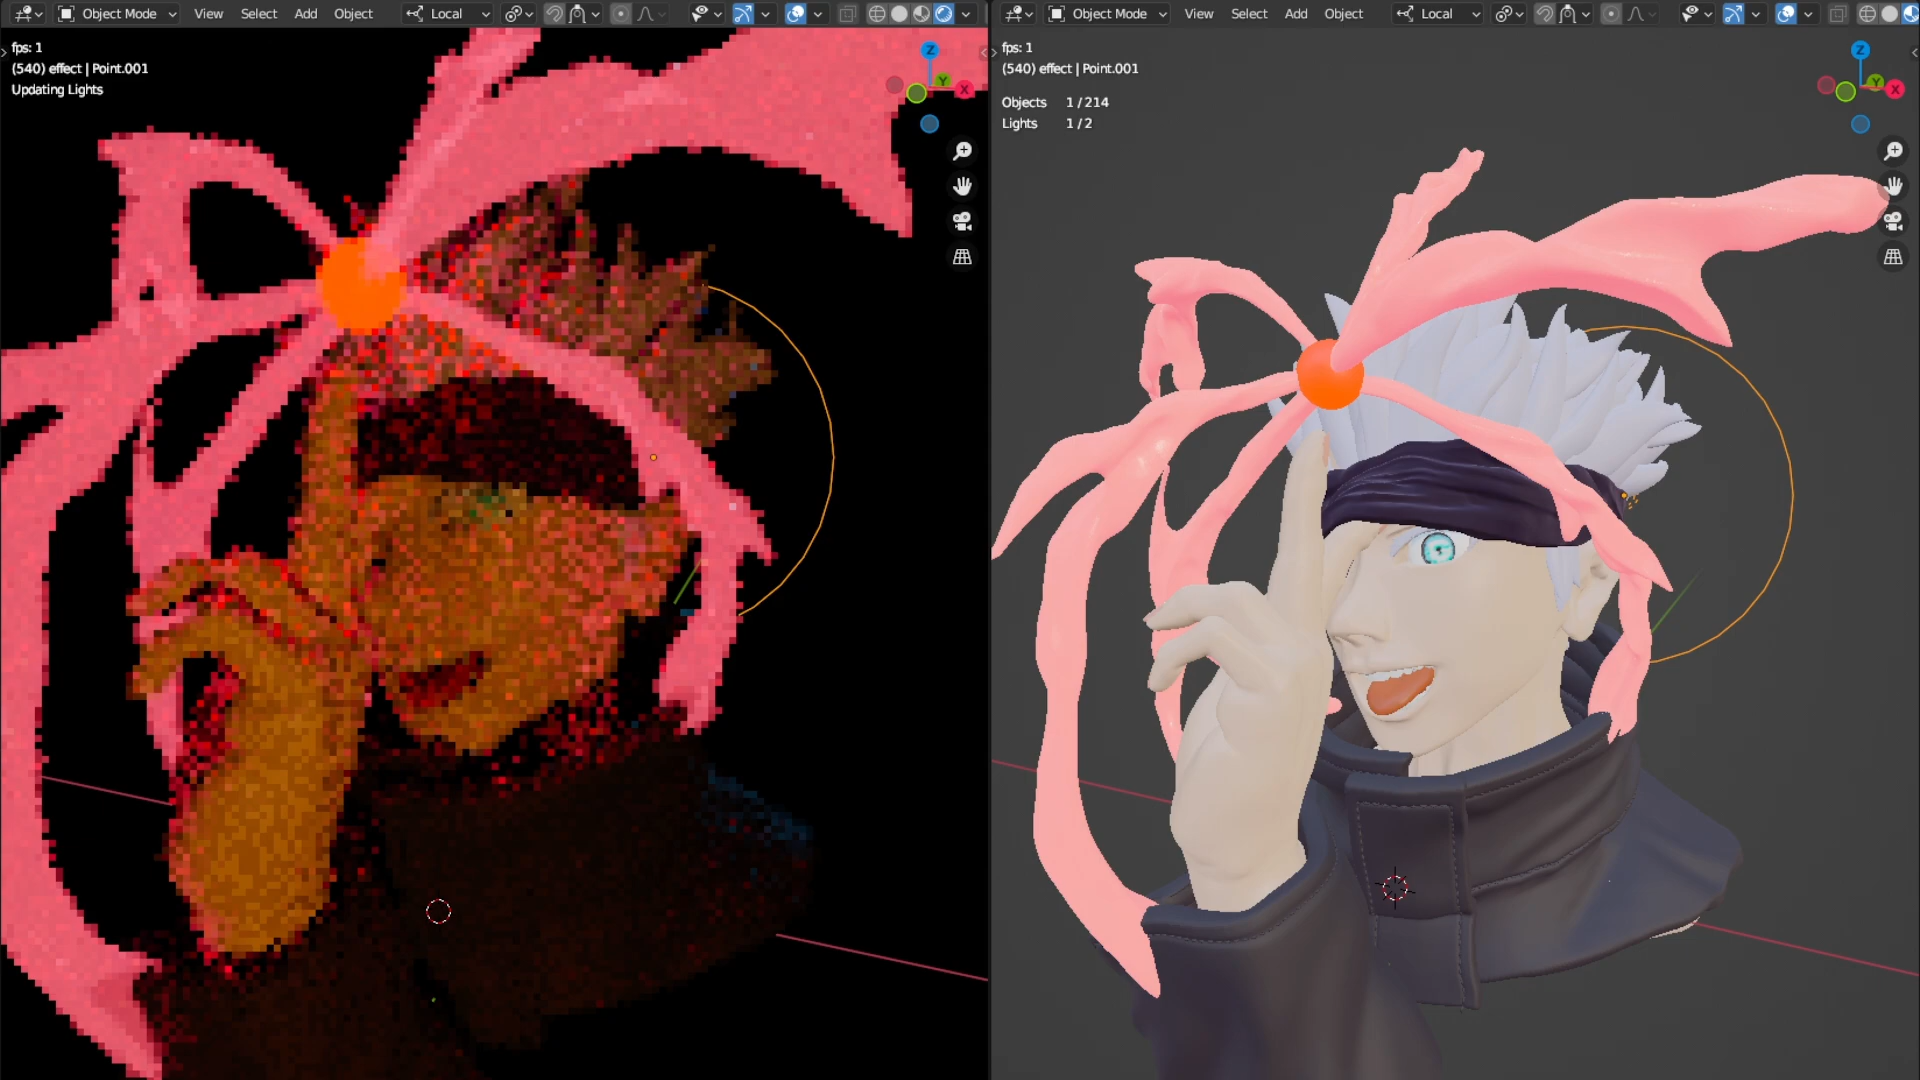 Object Mode View Select Add Object Local
fps: 1
(540) effect | Point.001
Updating Lights
Z
Y
X
Object Mode View Select Add Object Local
fps: 1
(540) effect | Point.001
Objects 1 / 214
Lights 1 / 2
Z
Y
X